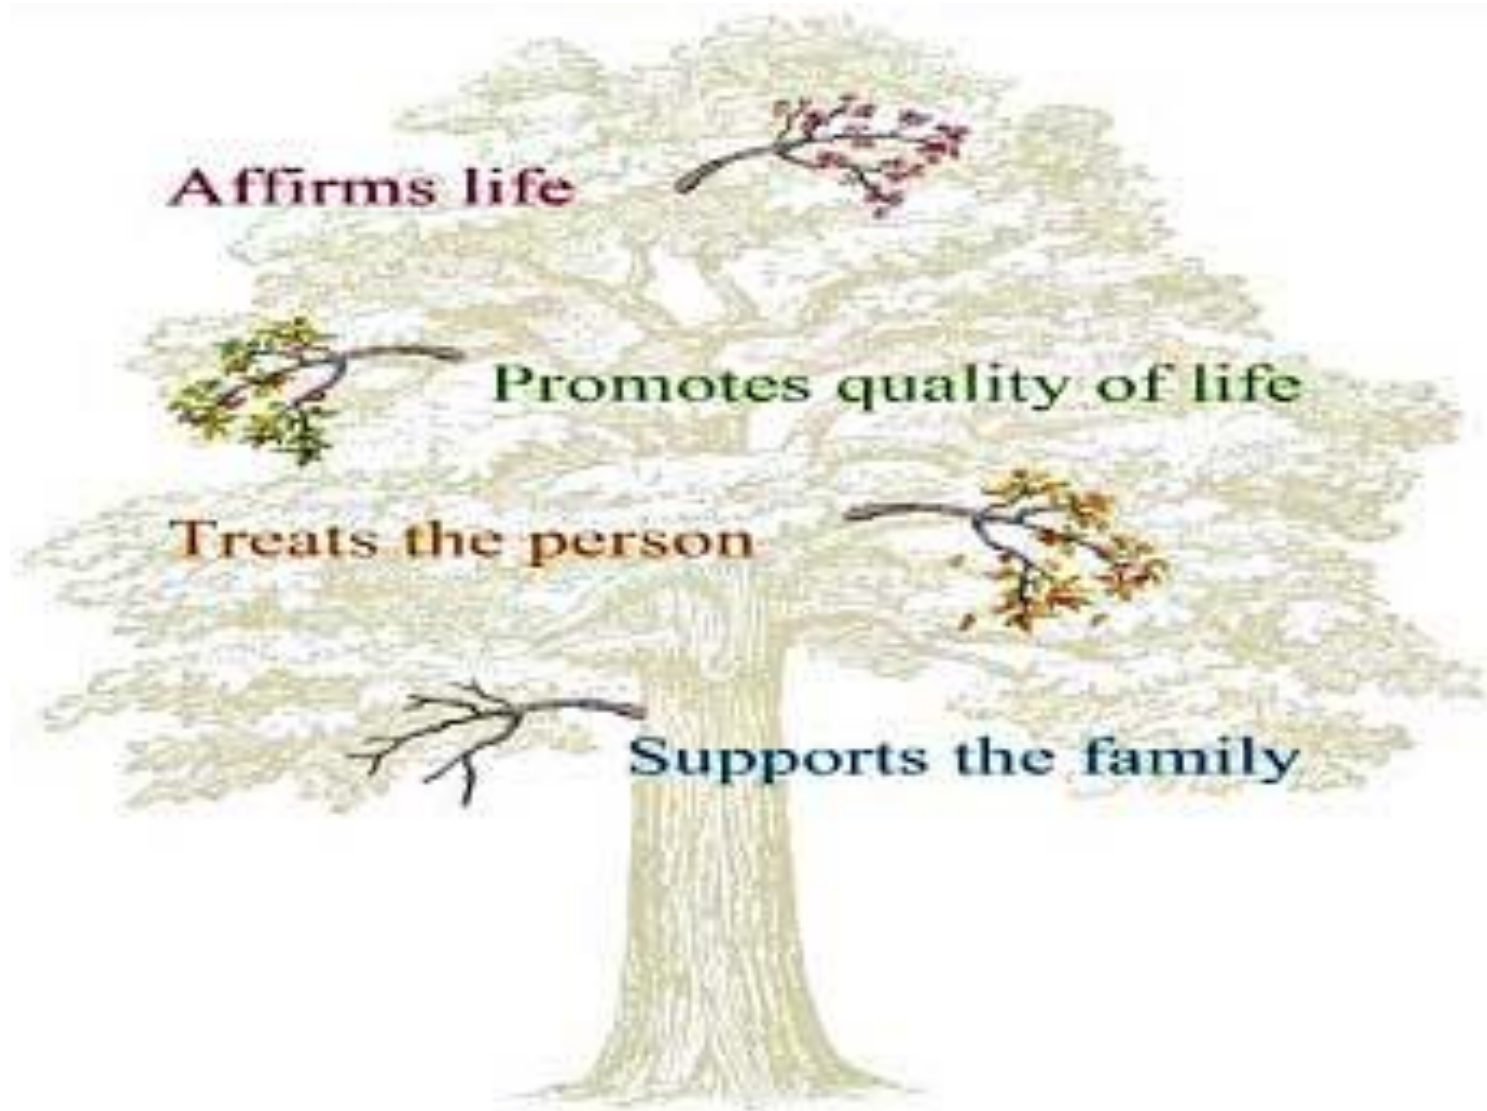 Affirms life
Promotes quality of life
Treats the person
Supports the family